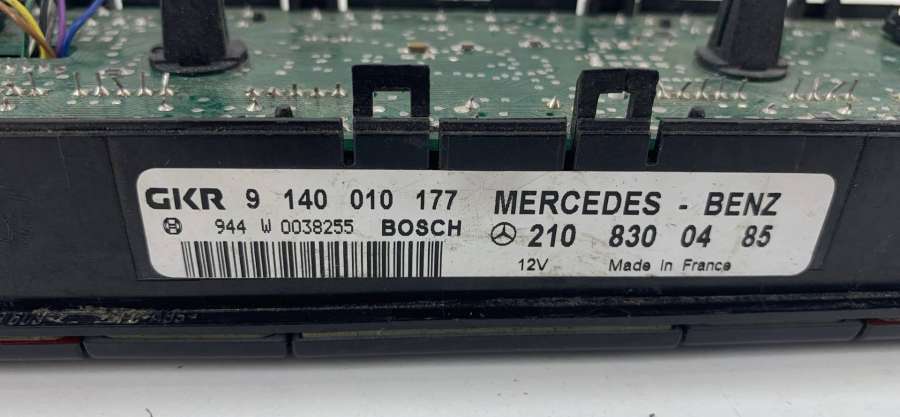 GKR 9 140 010 177 MERCEDES - BENZ
944 W 0038255 BOSCH 210 830 04 85
12V Made in France